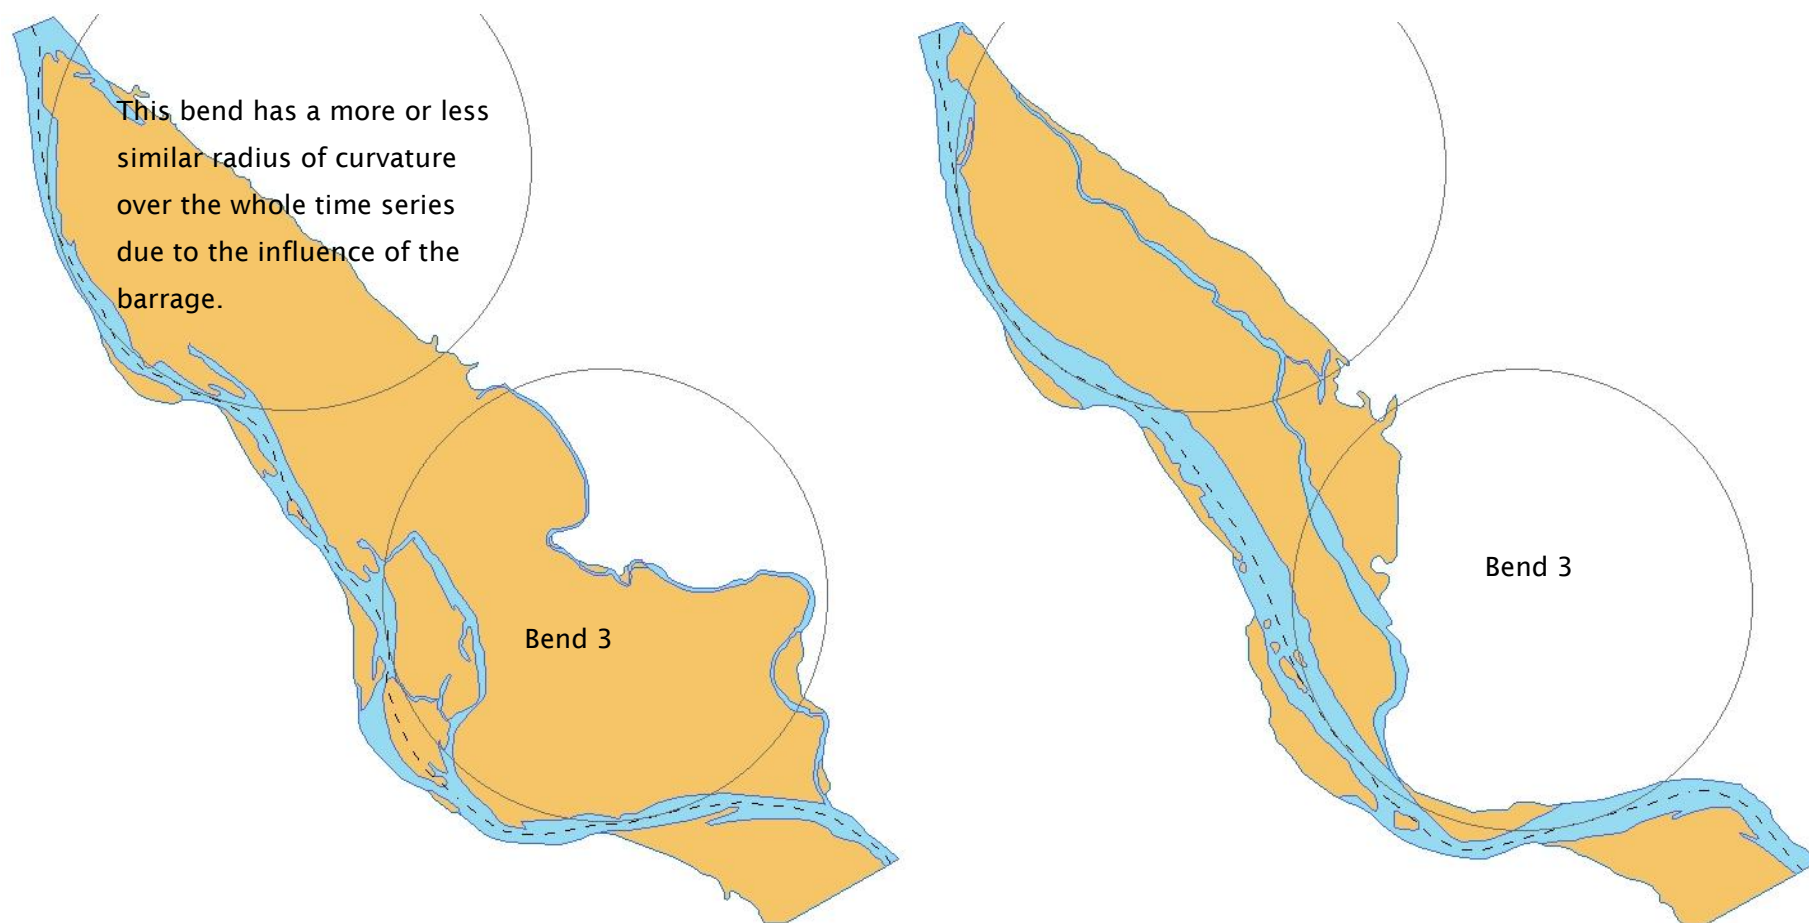 This bend has a more or less
similar radius of curvature
over the whole time series
due to the influence of the
barrage.
Bend 3
Bend 3